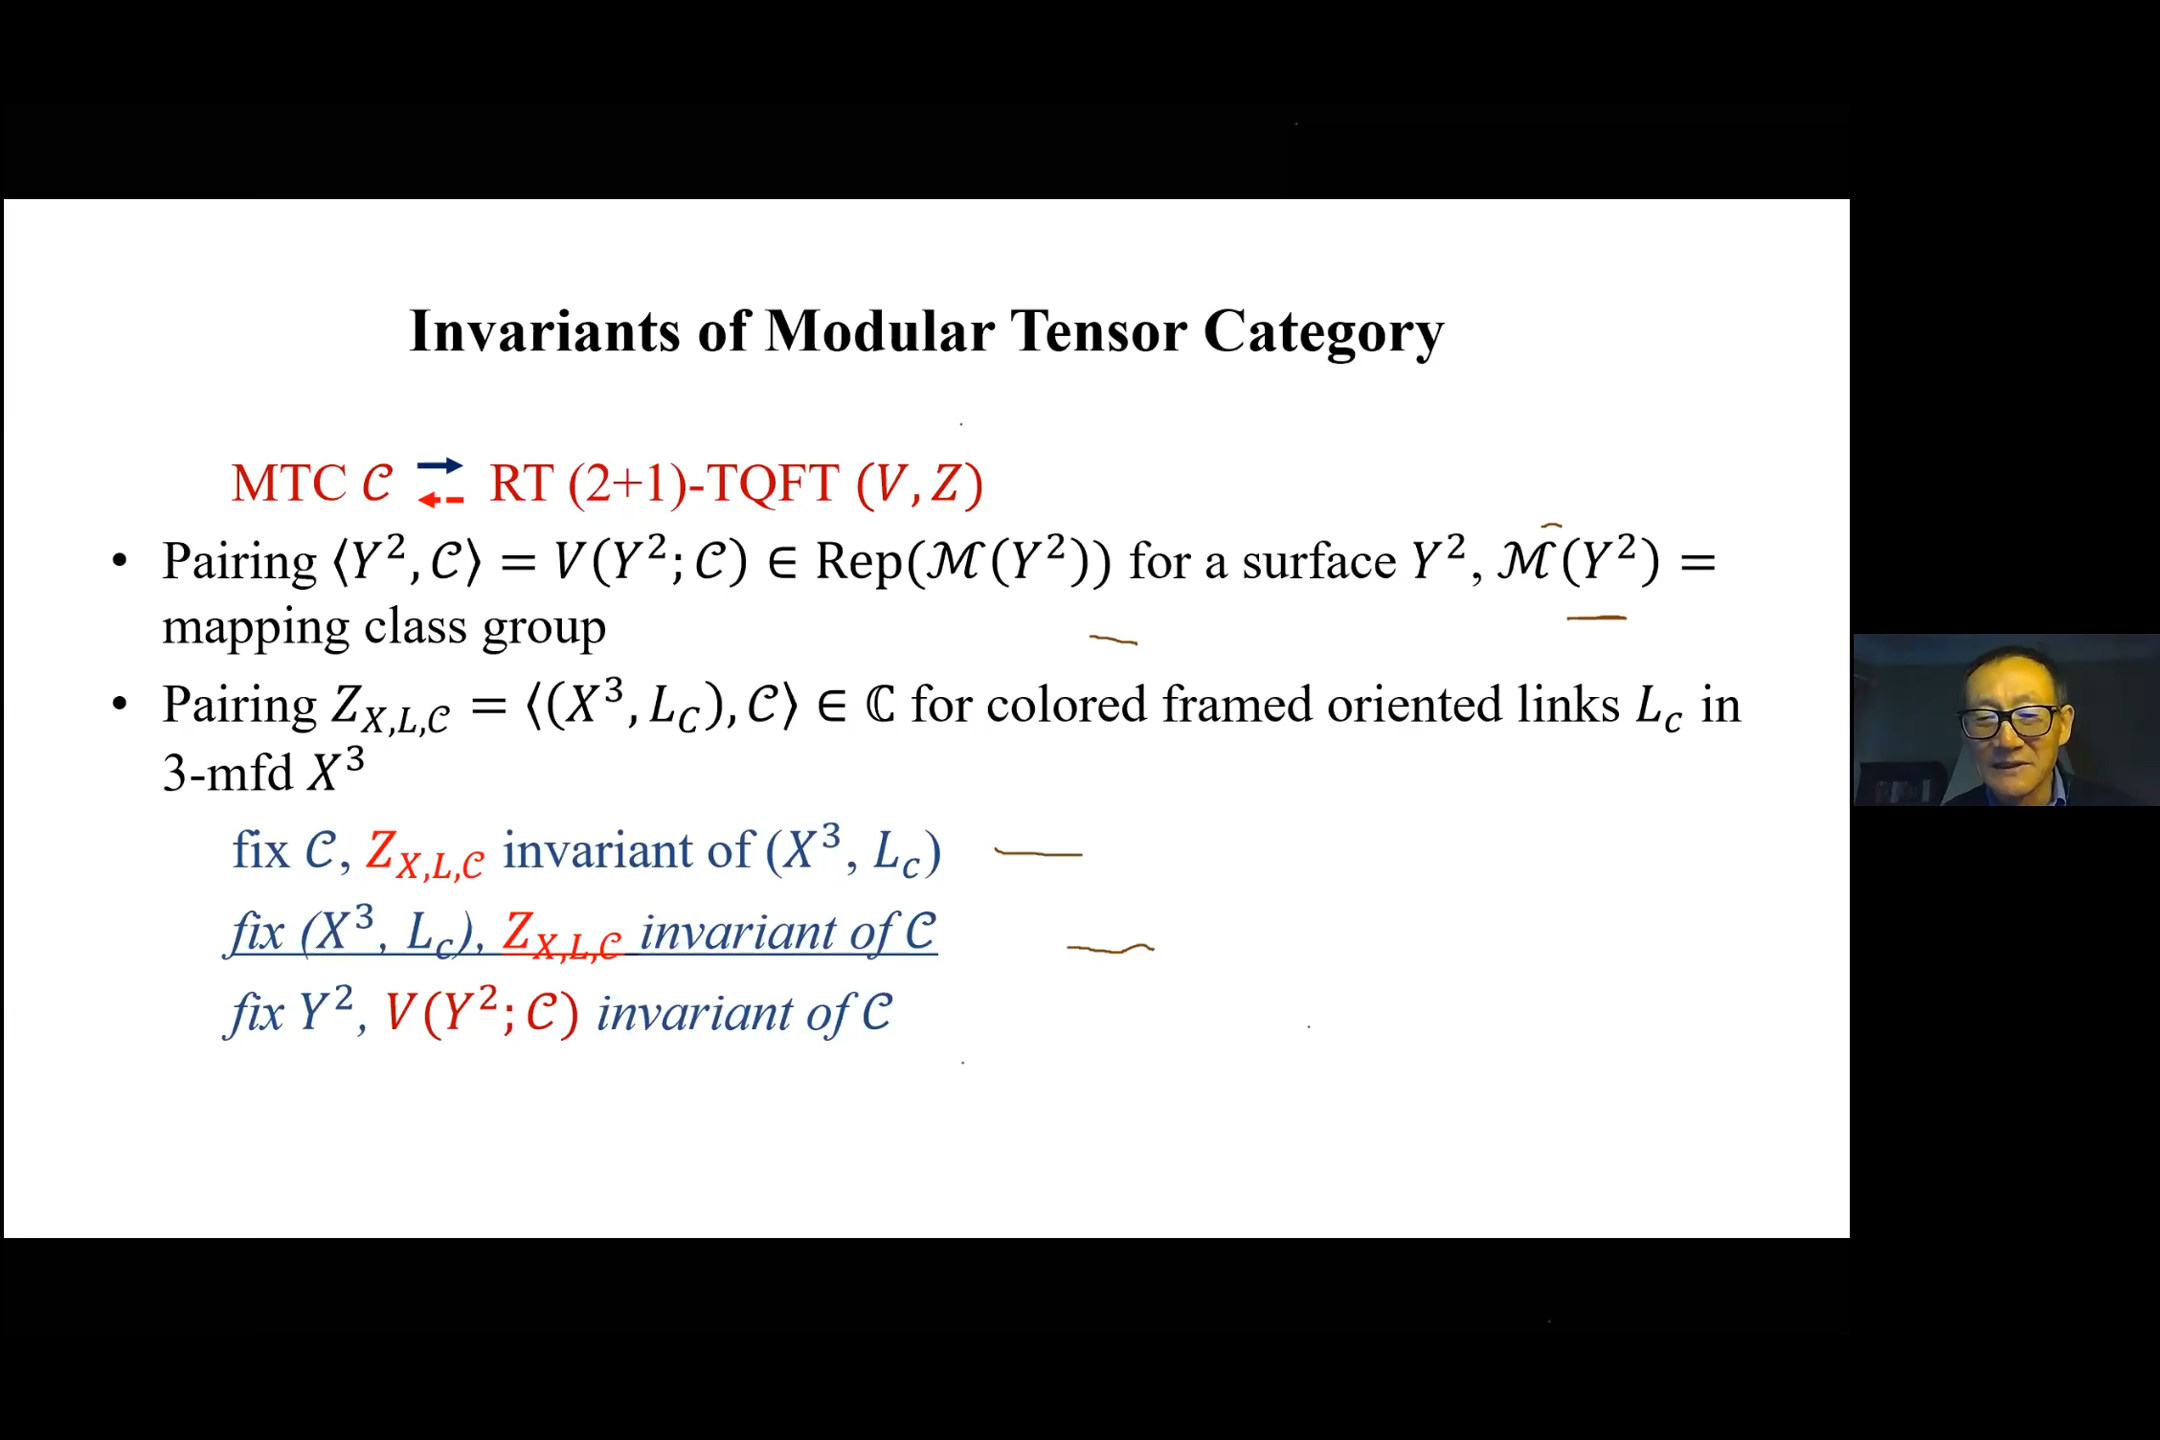 Invariants of Modular Tensor Category
MTC 𝒞 ⇄ RT (2+1)-TQFT (V, Z)
• Pairing ⟨Y², 𝒞⟩ = V(Y²; 𝒞) ∈ Rep(ℳ(Y²)) for a surface Y², ℳ(Y²) =
mapping class group
• Pairing Z_{X,L,𝒞} = ⟨(X³, L_C), 𝒞⟩ ∈ ℂ for colored framed oriented links L_c in
3-mfd X³
fix 𝒞, Z_{X,L,𝒞} invariant of (X³, L_c)
fix (X³, L_c), Z_{X,L,𝒞} invariant of 𝒞
fix Y², V(Y²; 𝒞) invariant of 𝒞